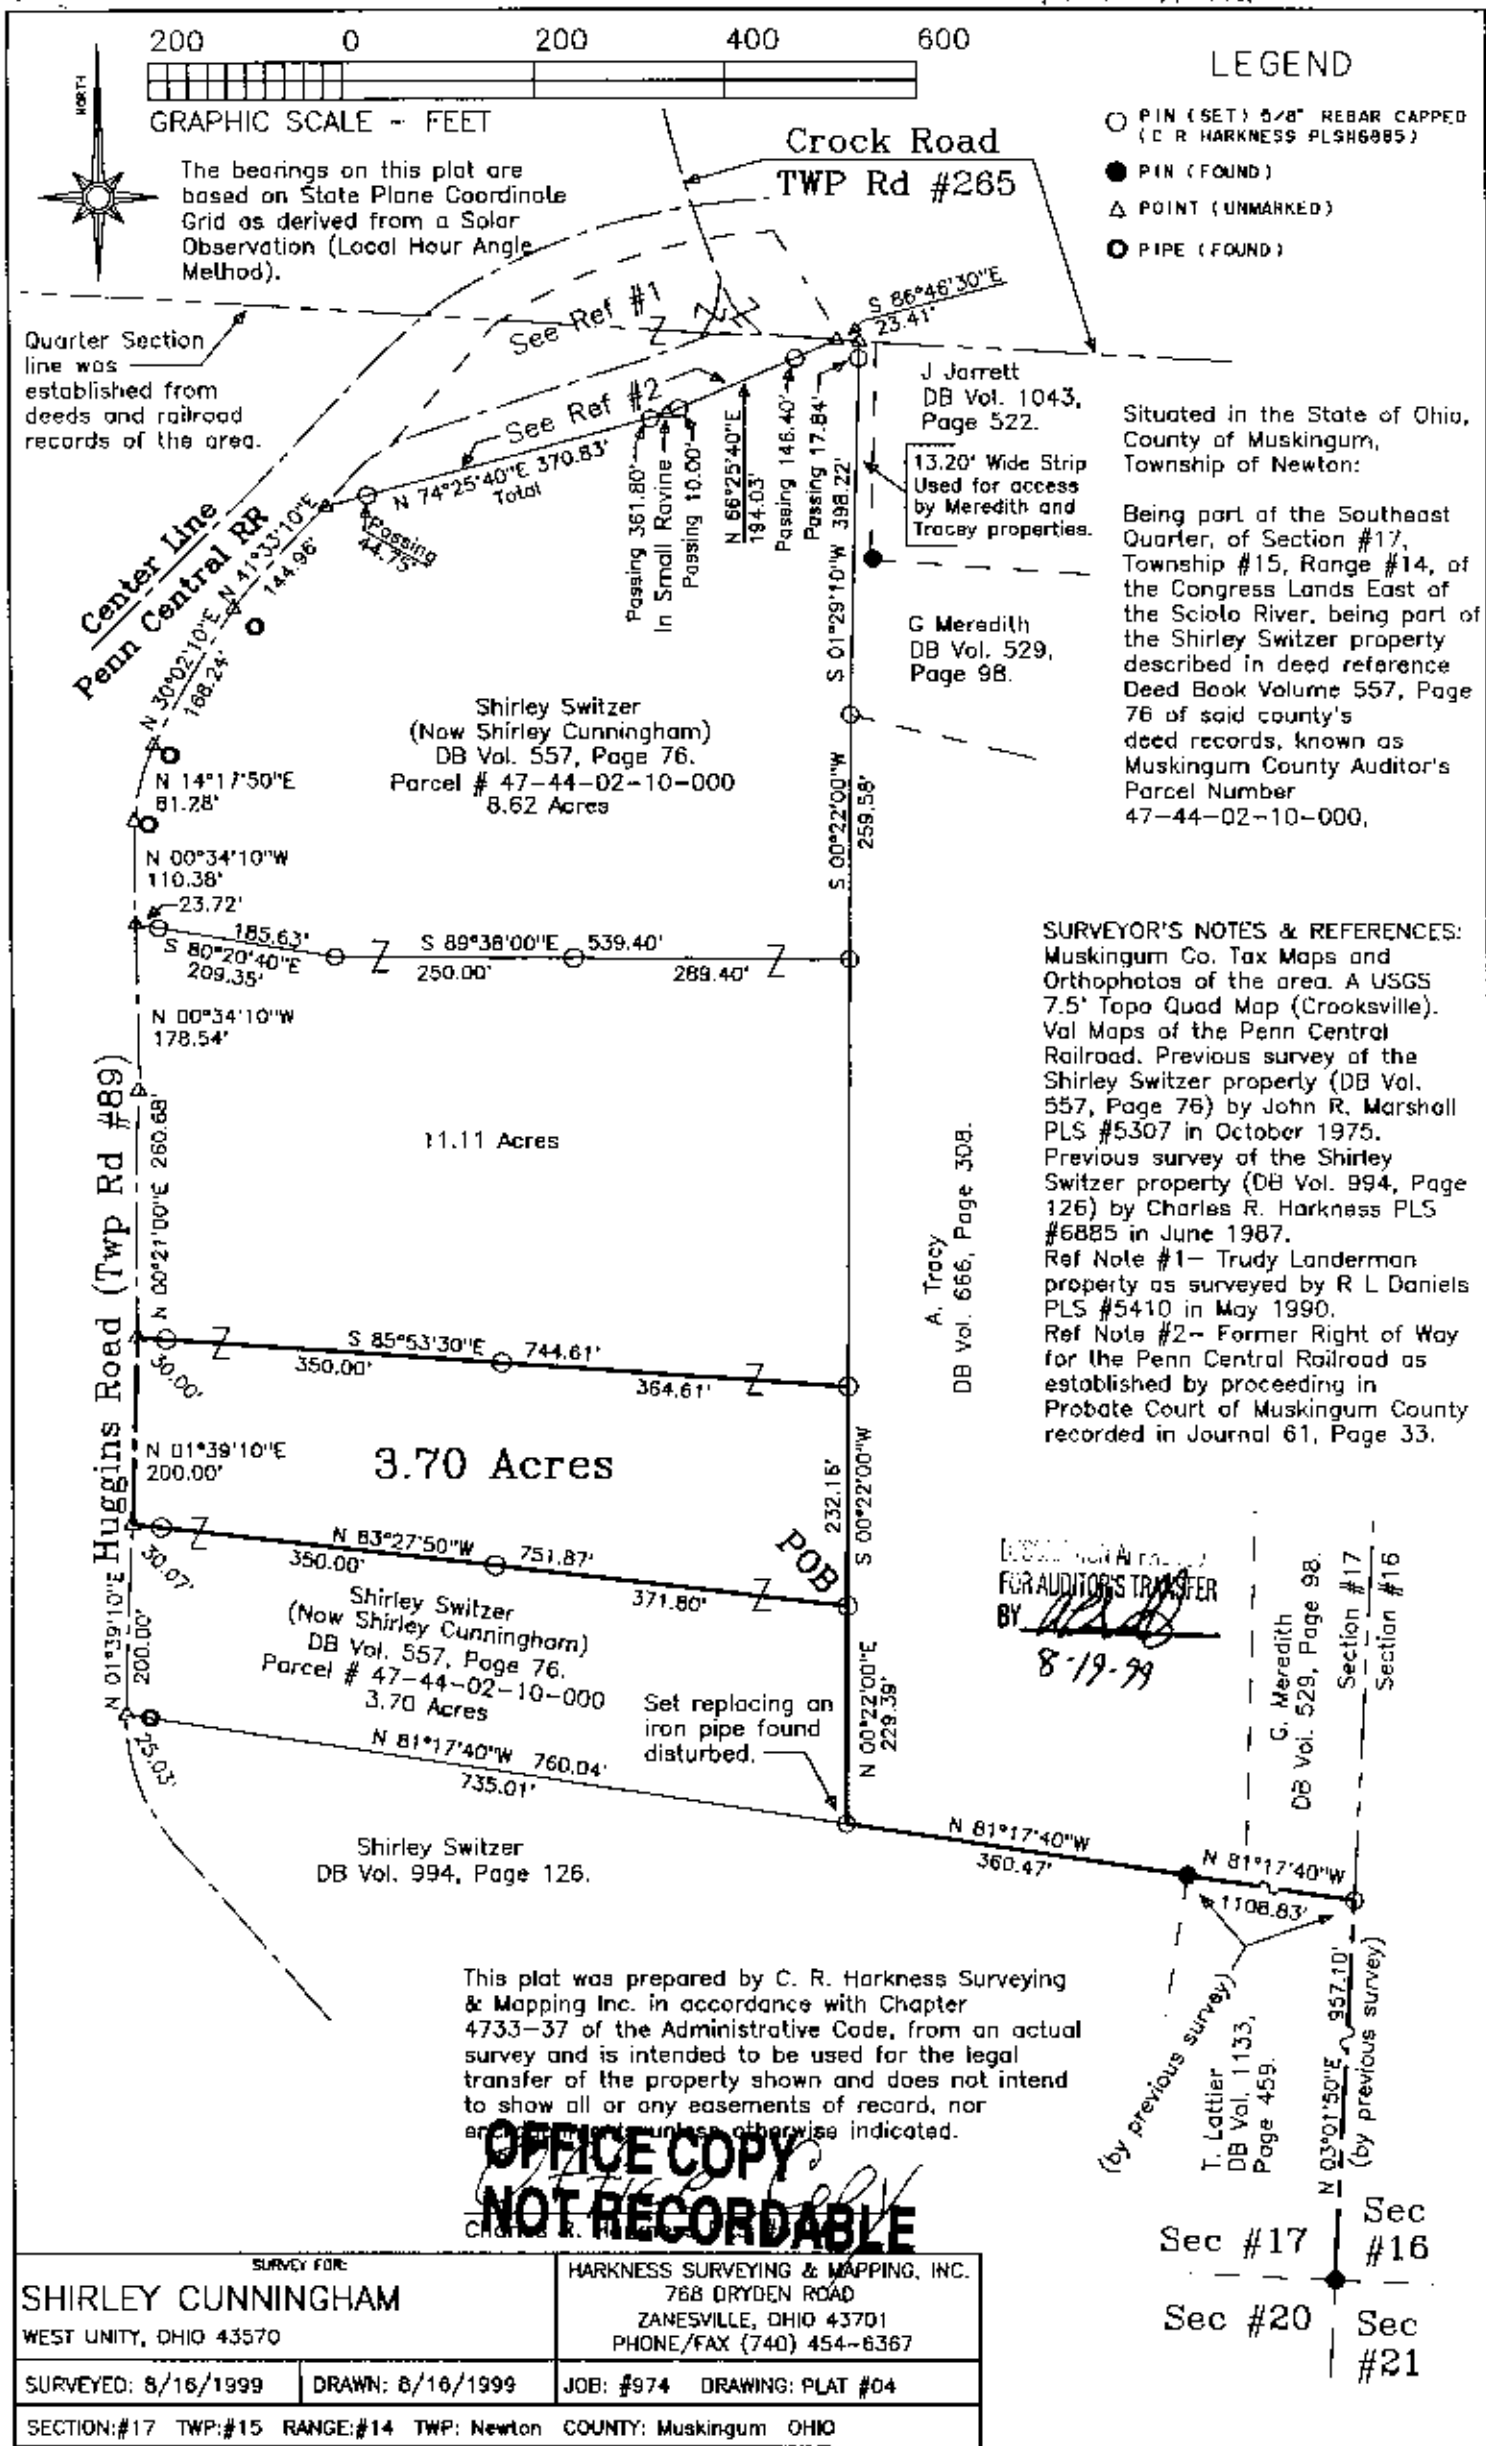 200 0 200 400 600
GRAPHIC SCALE - FEET
NORTH
The bearings on this plat are
based on State Plane Coordinate
Grid as derived from a Solar
Observation (Local Hour Angle
Method).
LEGEND
PIN (SET) 5/8" REBAR CAPPED
(C R HARKNESS PLS#6885)
PIN (FOUND)
POINT (UNMARKED)
PIPE (FOUND)
Crock Road
TWP Rd #265
Quarter Section
line was
established from
deeds and railroad
records of the area.
See Ref #1
See Ref #2
S 86°46'30"E
23.41'
J Jarrett
DB Vol. 1043,
Page 522.
13.20' Wide Strip
Used for access
by Meredith and
Tracey properties.
G Meredith
DB Vol. 529,
Page 98.
Center Line
Penn Central RR
N 74°25'40"E 370.83'
Total
Passing
44.75'
Passing 361.80'
In Small Ravine
Passing 10.00'
N 66°25'40"E
194.03'
Passing 146.40'
Passing 17.84'
S 01°29'10"W 398.22'
N 41°33'10"E
144.96'
N 30°02'10"E
168.24'
N 14°17'50"E
81.28'
N 00°34'10"W
110.38'
23.72'
185.63'
S 80°20'40"E
209.35'
S 89°38'00"E 539.40'
250.00' 289.40'
S 00°22'00"W
259.58'
N 00°34'10"W
178.54'
Shirley Switzer
(Now Shirley Cunningham)
DB Vol. 557, Page 76.
Parcel # 47-44-02-10-000
8.62 Acres
Situated in the State of Ohio,
County of Muskingum,
Township of Newton:
Being part of the Southeast
Quarter, of Section #17,
Township #15, Range #14, of
the Congress Lands East of
the Scioto River, being part of
the Shirley Switzer property
described in deed reference
Deed Book Volume 557, Page
76 of said county's
deed records, known as
Muskingum County Auditor's
Parcel Number
47-44-02-10-000,
SURVEYOR'S NOTES & REFERENCES:
Muskingum Co. Tax Maps and
Orthophotos of the area. A USGS
7.5' Topo Quad Map (Crooksville).
Val Maps of the Penn Central
Railroad. Previous survey of the
Shirley Switzer property (DB Vol.
557, Page 76) by John R. Marshall
PLS #5307 in October 1975.
Previous survey of the Shirley
Switzer property (DB Vol. 994, Page
126) by Charles R. Harkness PLS
#6885 in June 1987.
Ref Note #1- Trudy Landerman
property as surveyed by R L Daniels
PLS #5410 in May 1990.
Ref Note #2- Former Right of Way
for the Penn Central Railroad as
established by proceeding in
Probate Court of Muskingum County
recorded in Journal 61, Page 33.
11.11 Acres
Huggins Road (Twp Rd #89)
N 00°21'00"E 260.68'
A. Tracy
DB Vol. 666, Page 308.
S 85°53'30"E 744.61'
30.00' 350.00' 364.61'
N 01°39'10"E
200.00'
3.70 Acres
232.16'
S 00°22'00"W
POB
N 83°27'50"W 751.87'
30.07' 350.00' 371.80'
N 01°39'10"E
200.00'
Shirley Switzer
(Now Shirley Cunningham)
DB Vol. 557, Page 76.
Parcel # 47-44-02-10-000
3.70 Acres
Set replacing an
iron pipe found
disturbed.
N 00°22'00"E
229.39'
N 81°17'40"W 760.04'
25.03' 735.01'
FOR AUDITOR'S TRANSFER
BY
8-19-99
G. Meredith
DB Vol. 529, Page 98.
Section #17
Section #16
Shirley Switzer
DB Vol. 994, Page 126.
N 81°17'40"W
360.47'
N 81°17'40"W
1108.83'
(by previous survey)
T. Lattier
DB Vol. 1133,
Page 459.
N 03°01'50"E 957.10'
(by previous survey)
Sec #17
Sec
#16
Sec #20
Sec
#21
This plat was prepared by C. R. Harkness Surveying
& Mapping Inc. in accordance with Chapter
4733-37 of the Administrative Code, from an actual
survey and is intended to be used for the legal
transfer of the property shown and does not intend
to show all or any easements of record, nor
unless otherwise indicated.
OFFICE COPY
NOT RECORDABLE
Charles R.
SURVEY FOR:
SHIRLEY CUNNINGHAM
WEST UNITY, OHIO 43570
HARKNESS SURVEYING & MAPPING, INC.
768 DRYDEN ROAD
ZANESVILLE, OHIO 43701
PHONE/FAX (740) 454-6367
SURVEYED: 8/16/1999 DRAWN: 8/16/1999 JOB: #974 DRAWING: PLAT #04
SECTION:#17 TWP:#15 RANGE:#14 TWP: Newton COUNTY: Muskingum OHIO